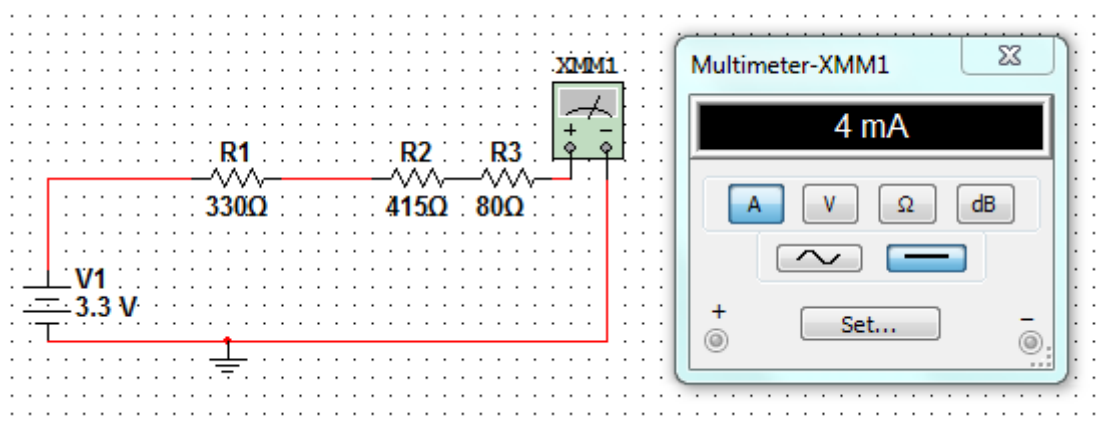 XMM1
R1
R2
R3
330Ω
415Ω
80Ω
V1
3.3 V
+ −
Multimeter-XMM1
4 mA
A V Ω dB
Set...
+ −